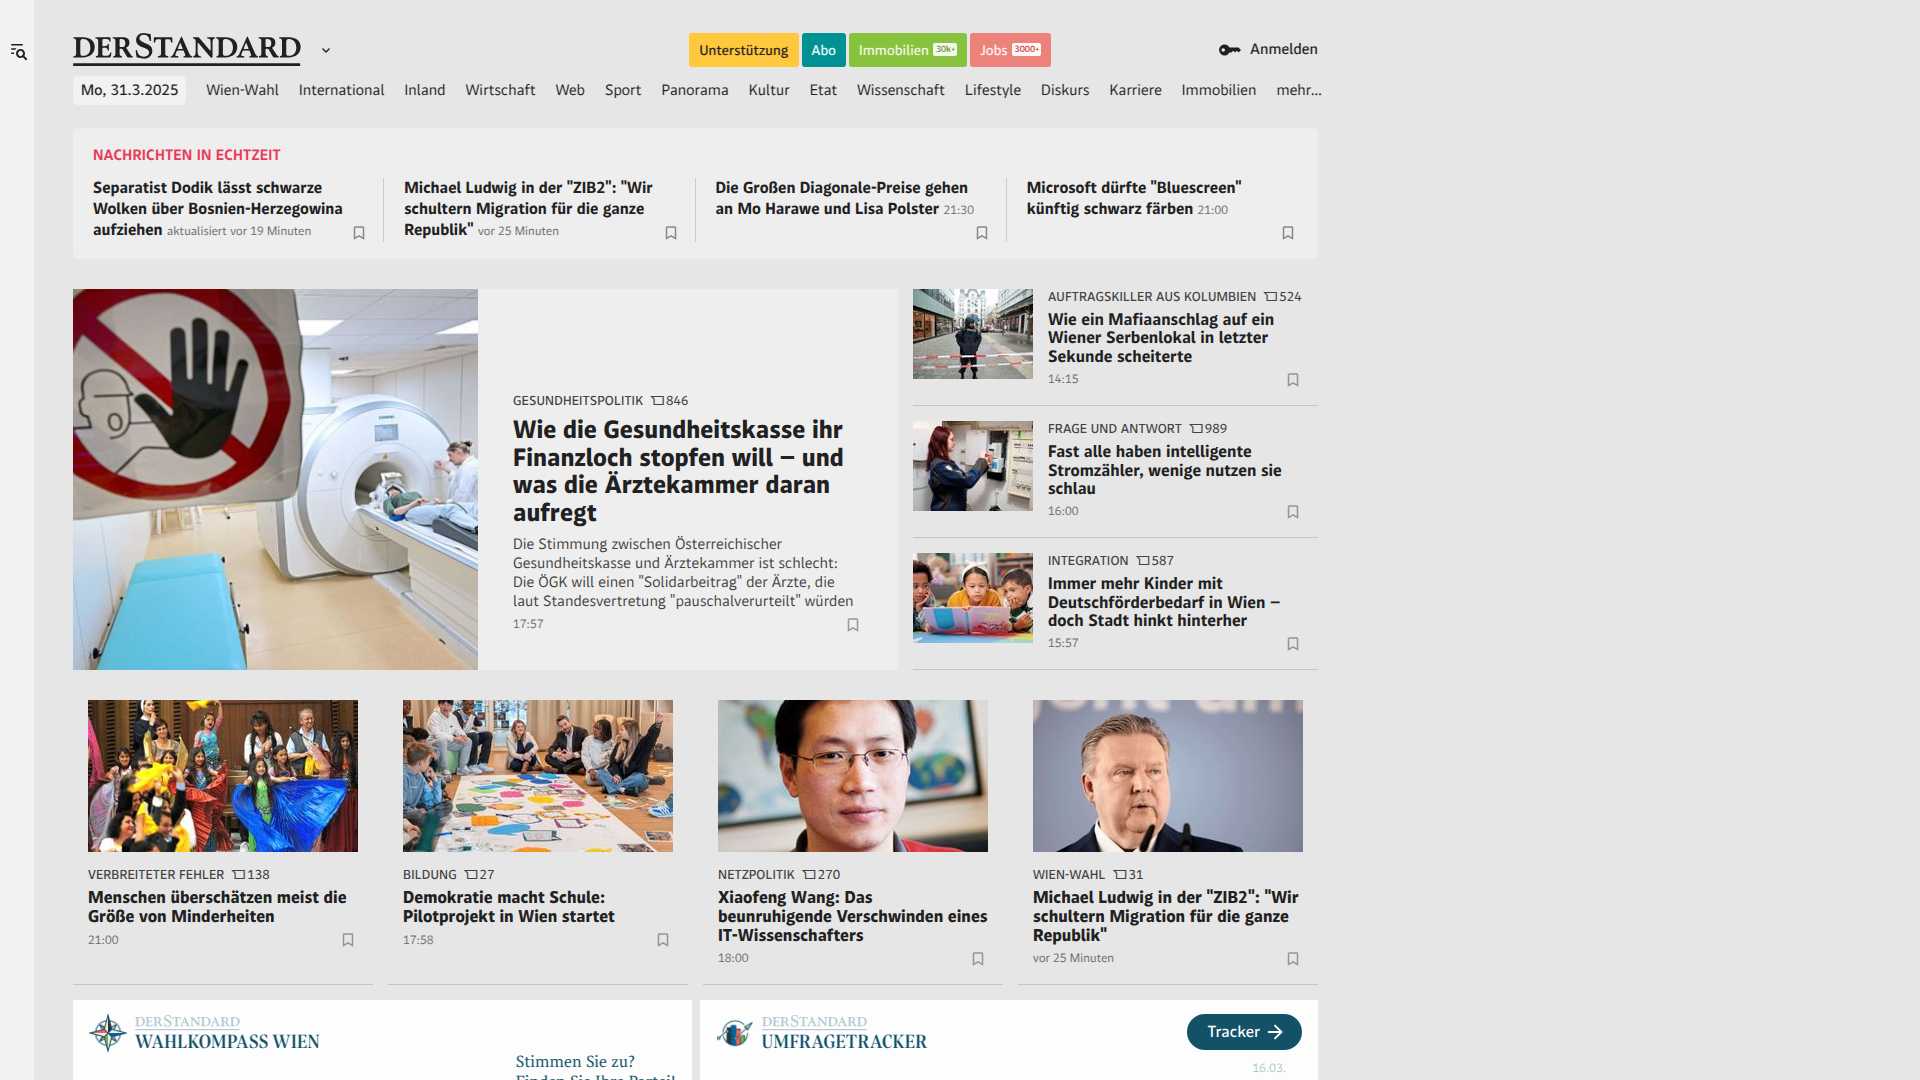 DERSTANDARD
Unterstützung
Abo
Immobilien 30k+
Jobs 3000+
Anmelden
Mo, 31.3.2025
Wien-Wahl
International
Inland
Wirtschaft
Web
Sport
Panorama
Kultur
Etat
Wissenschaft
Lifestyle
Diskurs
Karriere
Immobilien
mehr...
NACHRICHTEN IN ECHTZEIT
Separatist Dodik lässt schwarze
Wolken über Bosnien-Herzegowina
aufziehen aktualisiert vor 19 Minuten
Michael Ludwig in der "ZIB2": "Wir
schultern Migration für die ganze
Republik" vor 25 Minuten
Die Großen Diagonale-Preise gehen
an Mo Harawe und Lisa Polster 21:30
Microsoft dürfte "Bluescreen"
künftig schwarz färben 21:00
GESUNDHEITSPOLITIK 846
Wie die Gesundheitskasse ihr
Finanzloch stopfen will – und
was die Ärztekammer daran
aufregt
Die Stimmung zwischen Österreichischer
Gesundheitskasse und Ärztekammer ist schlecht:
Die ÖGK will einen "Solidarbeitrag" der Ärzte, die
laut Standesvertretung "pauschalverurteilt" würden
17:57
AUFTRAGSKILLER AUS KOLUMBIEN 524
Wie ein Mafiaanschlag auf ein
Wiener Serbenlokal in letzter
Sekunde scheiterte
14:15
FRAGE UND ANTWORT 989
Fast alle haben intelligente
Stromzähler, wenige nutzen sie
schlau
16:00
INTEGRATION 587
Immer mehr Kinder mit
Deutschförderbedarf in Wien –
doch Stadt hinkt hinterher
15:57
VERBREITETER FEHLER 138
Menschen überschätzen meist die
Größe von Minderheiten
21:00
BILDUNG 27
Demokratie macht Schule:
Pilotprojekt in Wien startet
17:58
NETZPOLITIK 270
Xiaofeng Wang: Das
beunruhigende Verschwinden eines
IT-Wissenschafters
18:00
WIEN-WAHL 31
Michael Ludwig in der "ZIB2": "Wir
schultern Migration für die ganze
Republik"
vor 25 Minuten
DERSTANDARD
WAHLKOMPASS WIEN
Stimmen Sie zu?
Finden Sie Ihre Partei!
DERSTANDARD
UMFRAGETRACKER
Tracker
16.03.